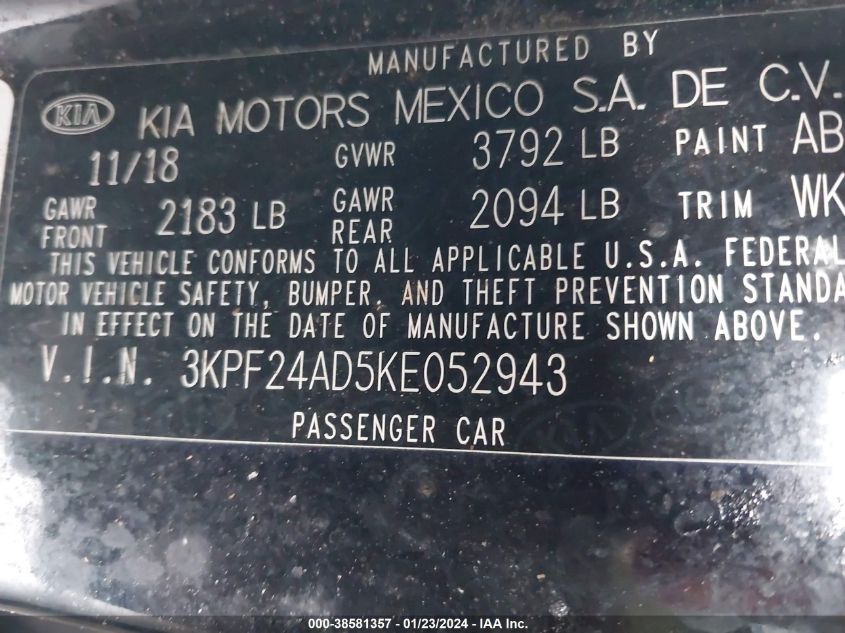 MANUFACTURED BY
KIA KIA MOTORS MEXICO S.A. DE C.V.
11/18 GVWR 3792 LB PAINT AB
GAWR FRONT 2183 LB GAWR REAR 2094 LB TRIM WK
THIS VEHICLE CONFORMS TO ALL APPLICABLE U.S.A. FEDERAL
MOTOR VEHICLE SAFETY, BUMPER, AND THEFT PREVENTION STANDA
IN EFFECT ON THE DATE OF MANUFACTURE SHOWN ABOVE.
V.I.N. 3KPF24AD5KE052943
PASSENGER CAR
000-38581357 - 01/23/2024 - IAA Inc.